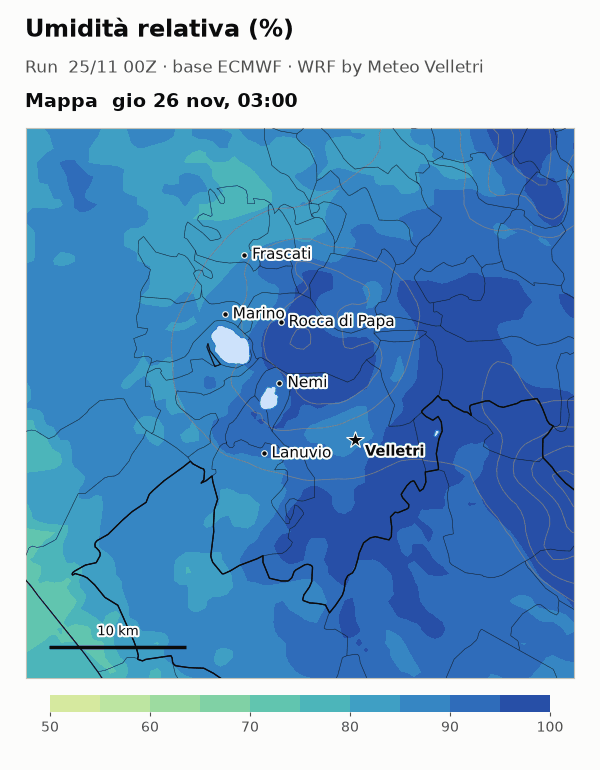 Umidità relativa (%)
Run  25/11 00Z · base ECMWF · WRF by Meteo Velletri
Mappa  gio 26 nov, 03:00
Frascati
Marino
Rocca di Papa
Nemi
Velletri
Lanuvio
10 km
50 60 70 80 90 100